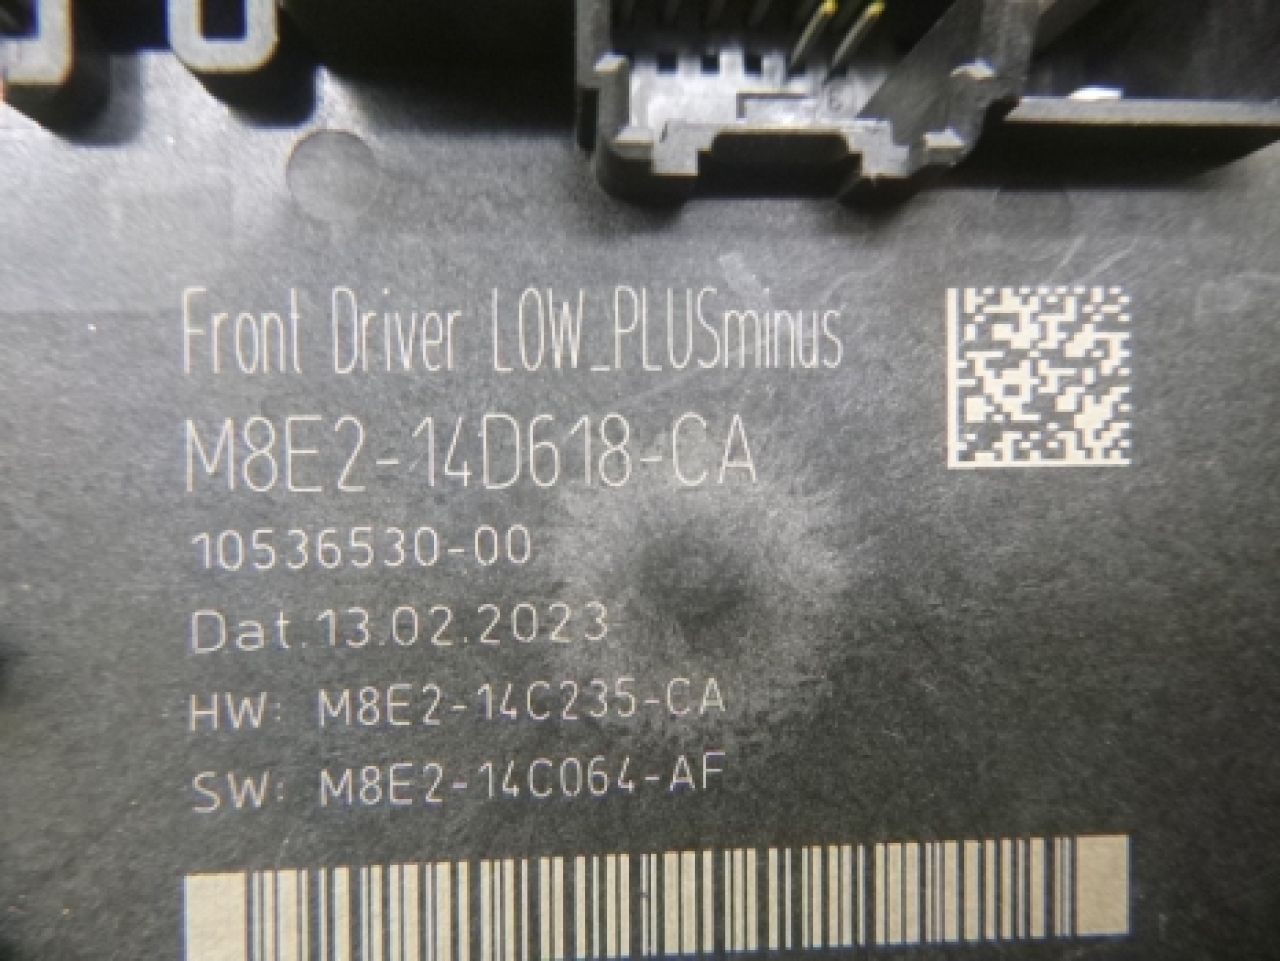 Front Driver LOW_PLUSminus
M8E2-14D618-CA
10536530-00
Dat.13.02.2023
HW: M8E2-14C235-CA
SW: M8E2-14C064-AF